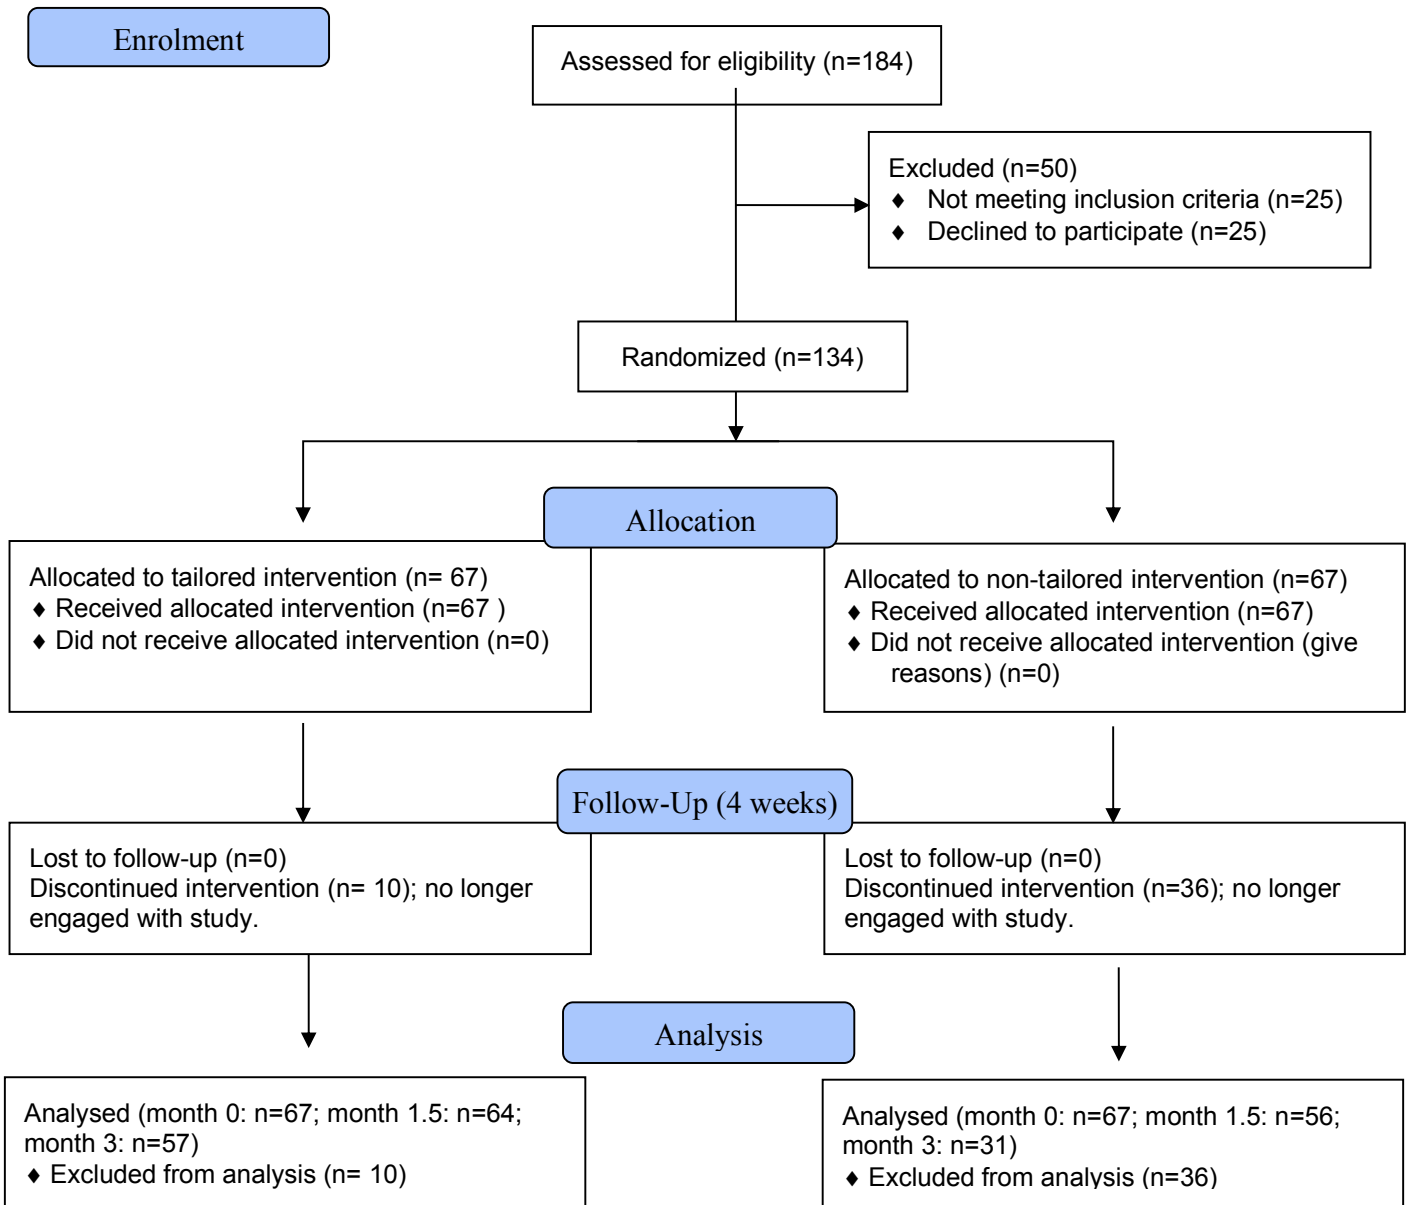 Enrolment
Assessed for eligibility (n=184)
Excluded (n=50)
♦ Not meeting inclusion criteria (n=25)
♦ Declined to participate (n=25)
Randomized (n=134)
Allocation
Allocated to tailored intervention (n= 67)
♦ Received allocated intervention (n=67 )
♦ Did not receive allocated intervention (n=0)
Allocated to non-tailored intervention (n=67)
♦ Received allocated intervention (n=67)
♦ Did not receive allocated intervention (give
reasons) (n=0)
Follow-Up (4 weeks)
Lost to follow-up (n=0)
Discontinued intervention (n= 10); no longer
engaged with study.
Lost to follow-up (n=0)
Discontinued intervention (n=36); no longer
engaged with study.
Analysis
Analysed (month 0: n=67; month 1.5: n=64;
month 3: n=57)
♦ Excluded from analysis (n= 10)
Analysed (month 0: n=67; month 1.5: n=56;
month 3: n=31)
♦ Excluded from analysis (n=36)